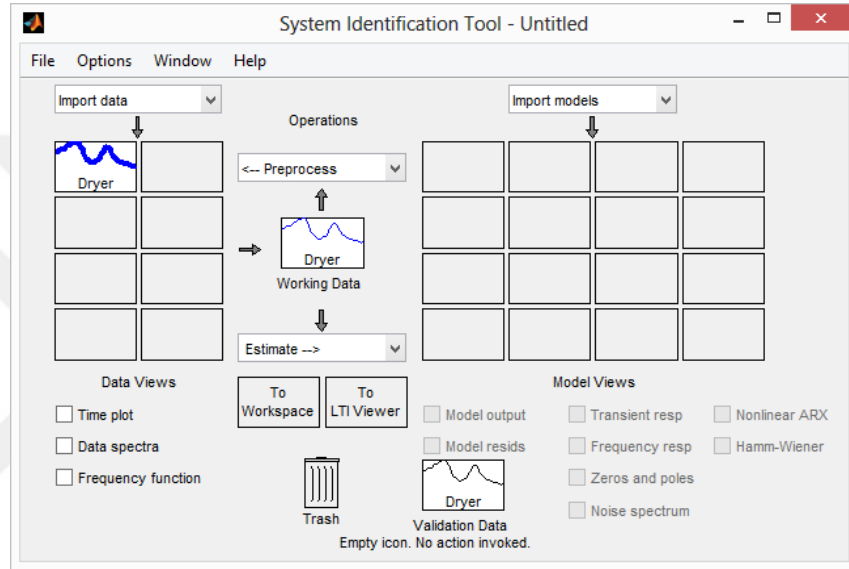 System Identification Tool - Untitled
File Options Window Help
Import data
Import models
Operations
Dryer
<-- Preprocess
Dryer
Working Data
Estimate -->
Data Views
Time plot
Data spectra
Frequency function
To
Workspace
To
LTI Viewer
Model Views
Model output
Transient resp
Nonlinear ARX
Model resids
Frequency resp
Hamm-Wiener
Zeros and poles
Noise spectrum
Trash
Dryer
Validation Data
Empty icon. No action invoked.